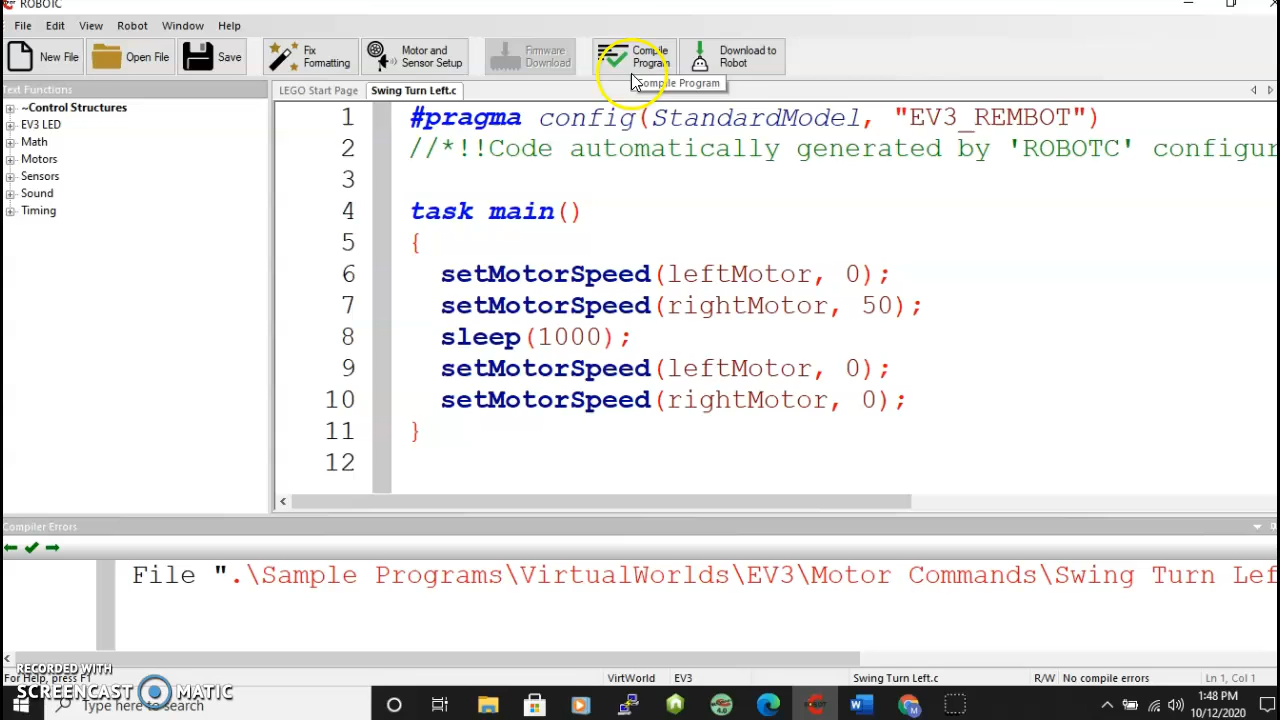 ROBOTC
File Edit View Robot Window Help
New File Open File Save Fix Formatting Motor and Sensor Setup Firmware Download Compile Program Download to Robot
Compile Program
Text Functions
~Control Structures
EV3 LED
Math
Motors
Sensors
Sound
Timing
LEGO Start Page Swing Turn Left.c
1 #pragma config(StandardModel, "EV3_REMBOT")
2 //*!!Code automatically generated by 'ROBOTC' configur
3
4 task main()
5 {
6 setMotorSpeed(leftMotor, 0);
7 setMotorSpeed(rightMotor, 50);
8 sleep(1000);
9 setMotorSpeed(leftMotor, 0);
10 setMotorSpeed(rightMotor, 0);
11 }
12
Compiler Errors
File ".\Sample Programs\VirtualWorlds\EV3\Motor Commands\Swing Turn Lef
For Help, press F1 VirtWorld EV3 Swing Turn Left.c R/W No compile errors Ln 1, Col 1
RECORDED WITH
SCREENCAST MATIC
Type here to search
1:48 PM
10/12/2020